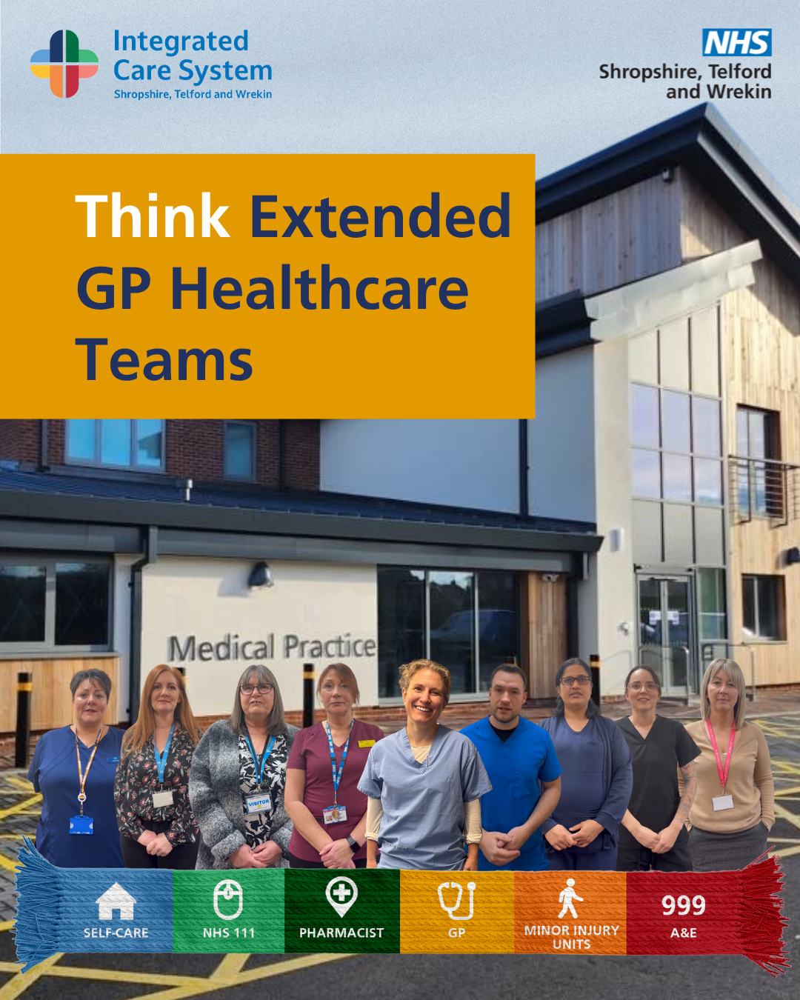 Integrated
Care System
Shropshire, Telford and Wrekin
NHS
Shropshire, Telford
and Wrekin
Think Extended
GP Healthcare
Teams
Medical Practice
VISITOR
SELF-CARE
NHS 111
PHARMACIST
GP
MINOR INJURY
UNITS
999
A&E